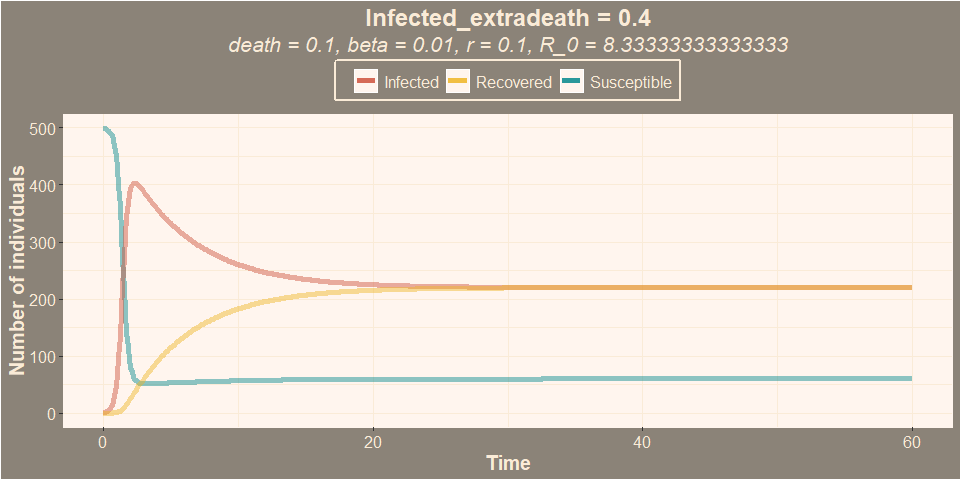 Infected_extradeath = 0.4
death = 0.1, beta = 0.01, r = 0.1, R_0 = 8.33333333333333
Infected Recovered Susceptible
Number of individuals
500
400
300
200
100
0
0 20 40 60
Time